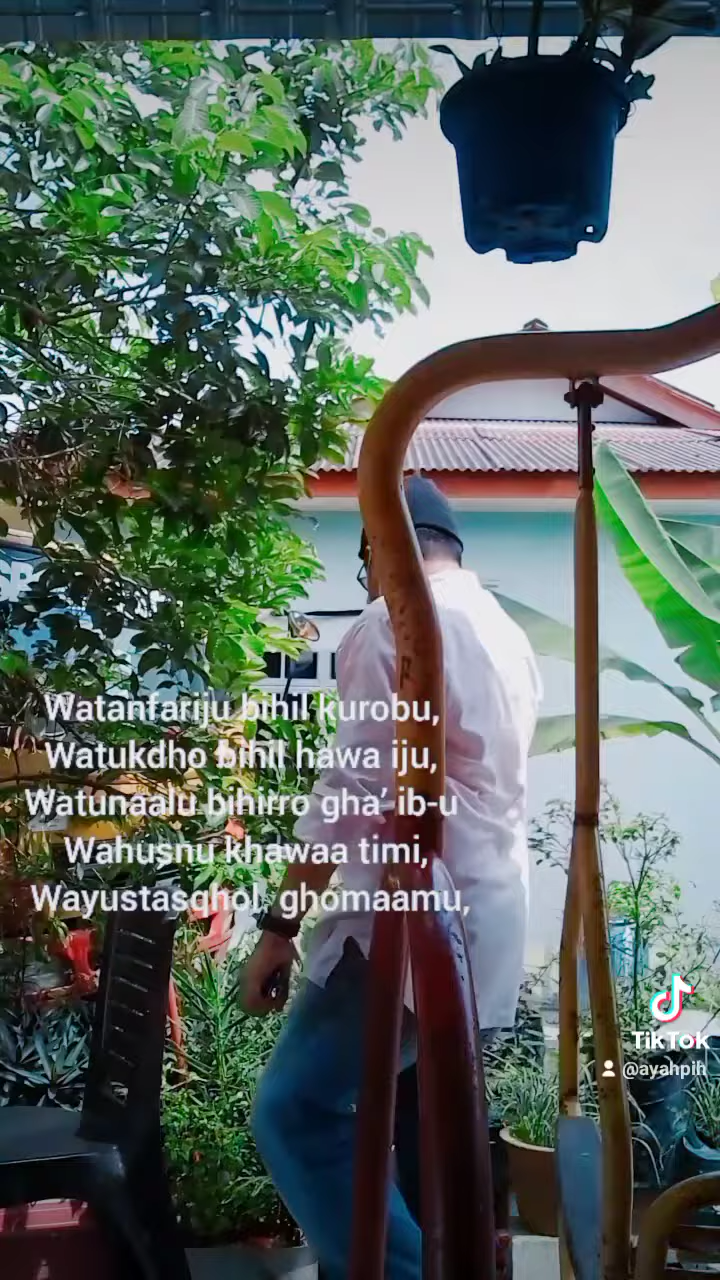 Watanfariju bihil kurobu,
Watukdho bihil hawa iju,
Watunaalu bihirro gha' ib-u
Wahusnu khawaa timi,
Wayustasqhol ghomaamu,
TikTok
@ayahpih